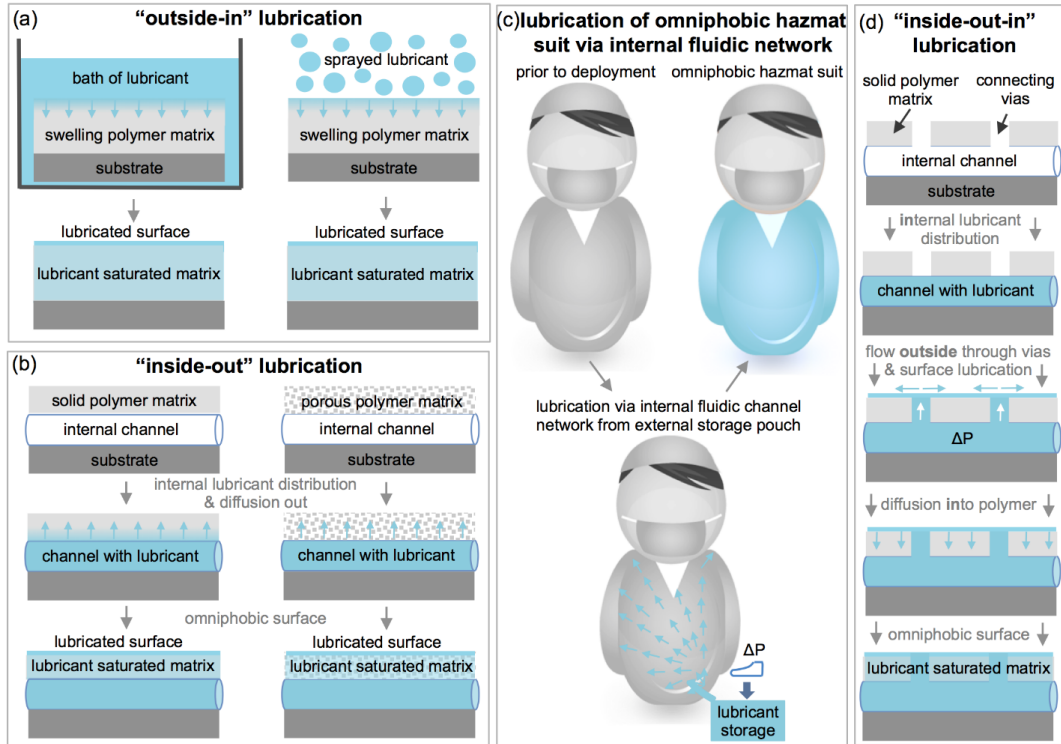 (a)
“outside-in” lubrication
bath of lubricant
swelling polymer matrix
substrate
lubricated surface
lubricant saturated matrix
sprayed lubricant
swelling polymer matrix
substrate
lubricated surface
lubricant saturated matrix
(b)
“inside-out” lubrication
solid polymer matrix
internal channel
substrate
porous polymer matrix
internal channel
substrate
internal lubricant distribution
& diffusion out
channel with lubricant
channel with lubricant
omniphobic surface
lubricated surface
lubricant saturated matrix
lubricated surface
lubricant saturated matrix
(c)
lubrication of omniphobic hazmat
suit via internal fluidic network
prior to deployment
omniphobic hazmat suit
lubrication via internal fluidic channel
network from external storage pouch
ΔP
lubricant
storage
(d)
“inside-out-in”
lubrication
solid polymer
matrix
connecting
vias
internal channel
substrate
internal lubricant
distribution
channel with lubricant
flow outside through vias
& surface lubrication
ΔP
diffusion into polymer
omniphobic surface
lubricant saturated matrix